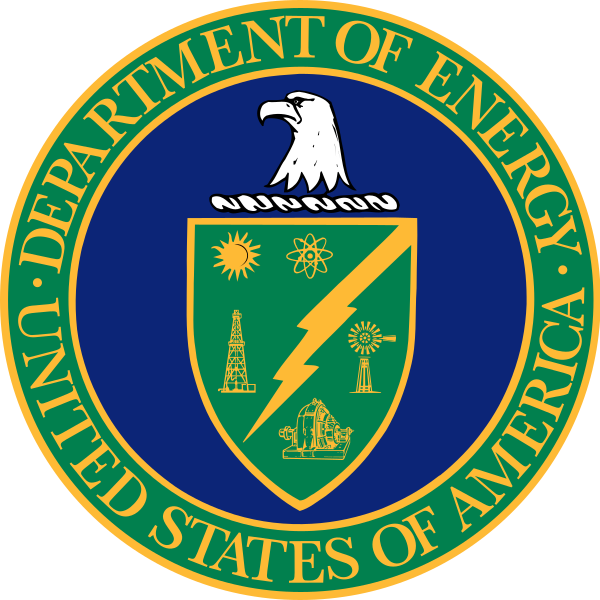 DEPARTMENT OF ENERGY
UNITED STATES OF AMERICA